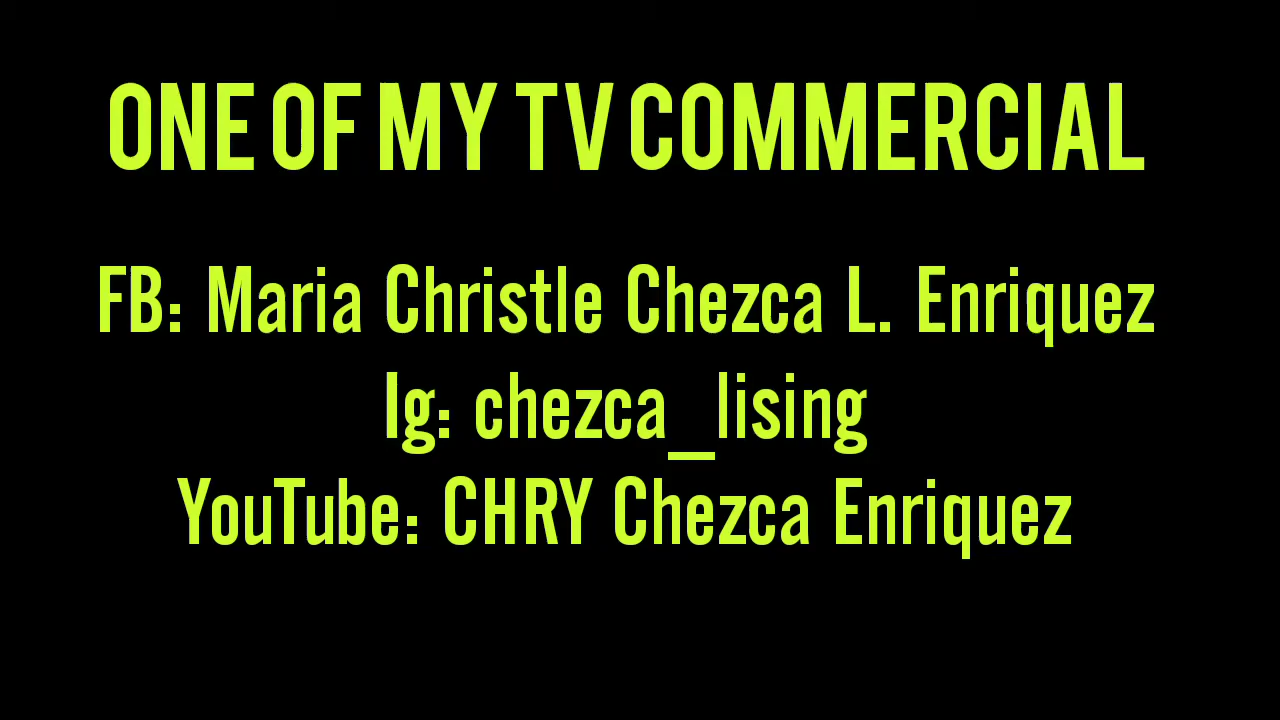 ONE OF MY TV COMMERCIAL
FB: Maria Christle Chezca L. Enriquez
Ig: chezca_lising
YouTube: CHRY Chezca Enriquez